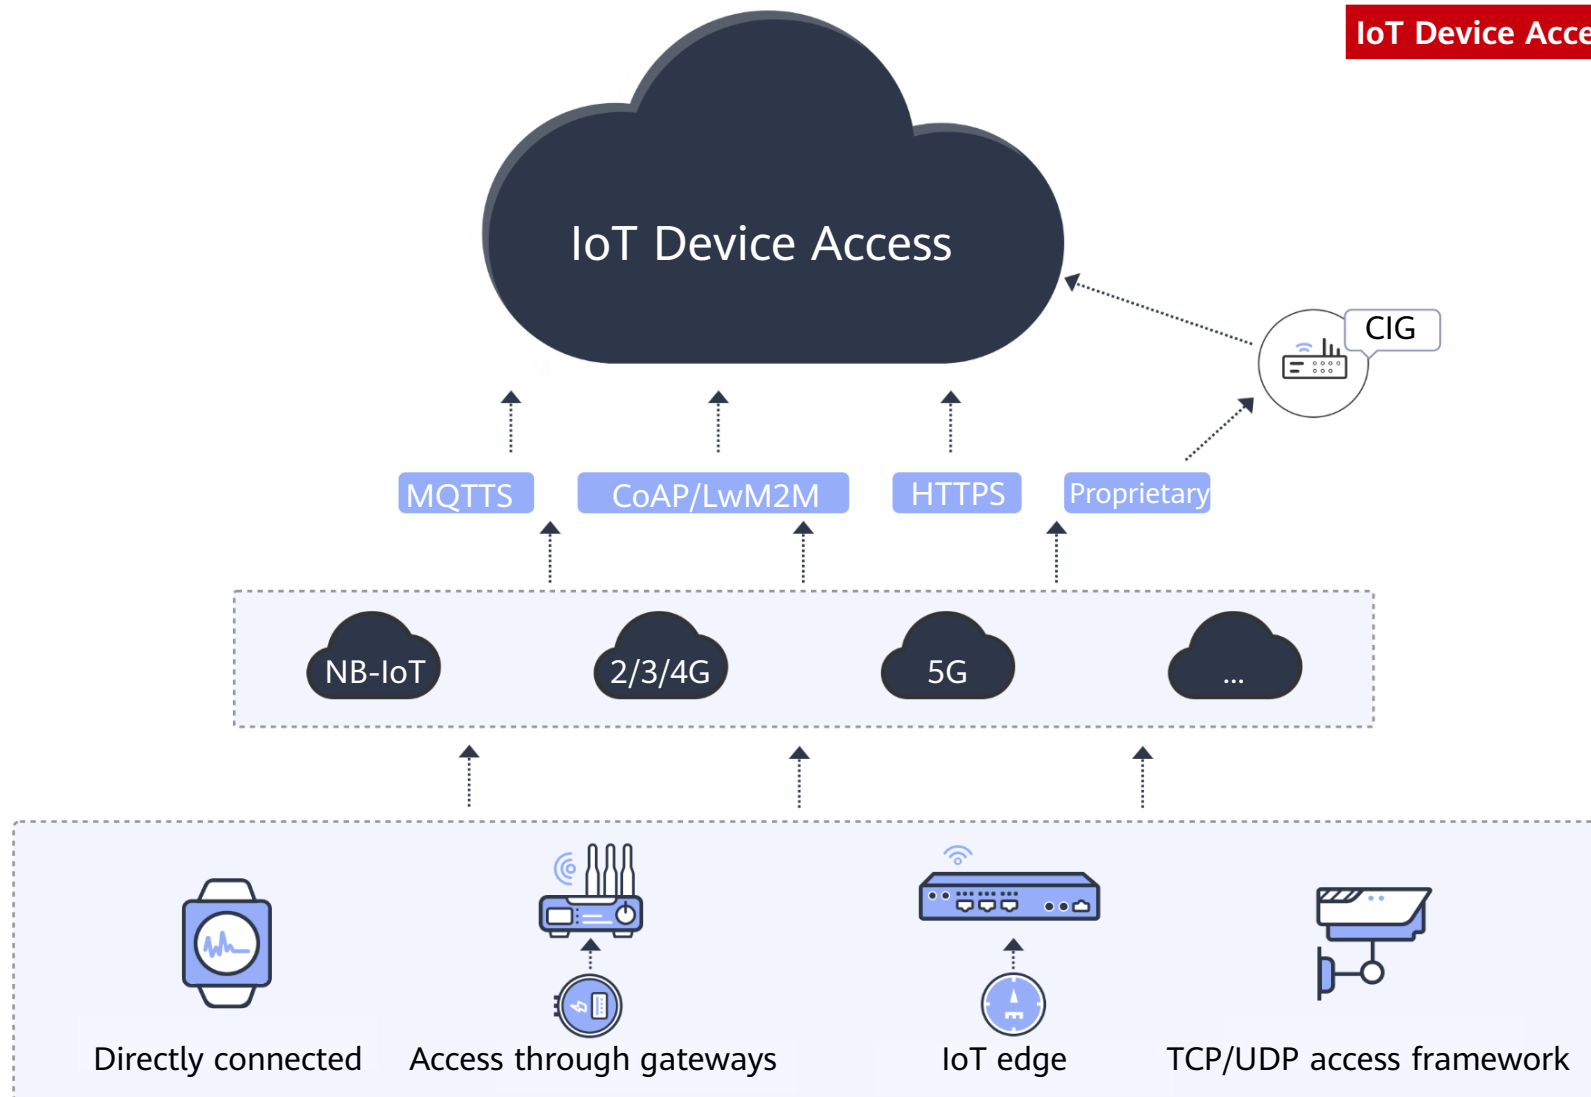 IoT Device Acce
IoT Device Access
CIG
MQTTS
CoAP/LwM2M
HTTPS
Proprietary
NB-IoT
2/3/4G
5G
...
Directly connected
Access through gateways
IoT edge
TCP/UDP access framework